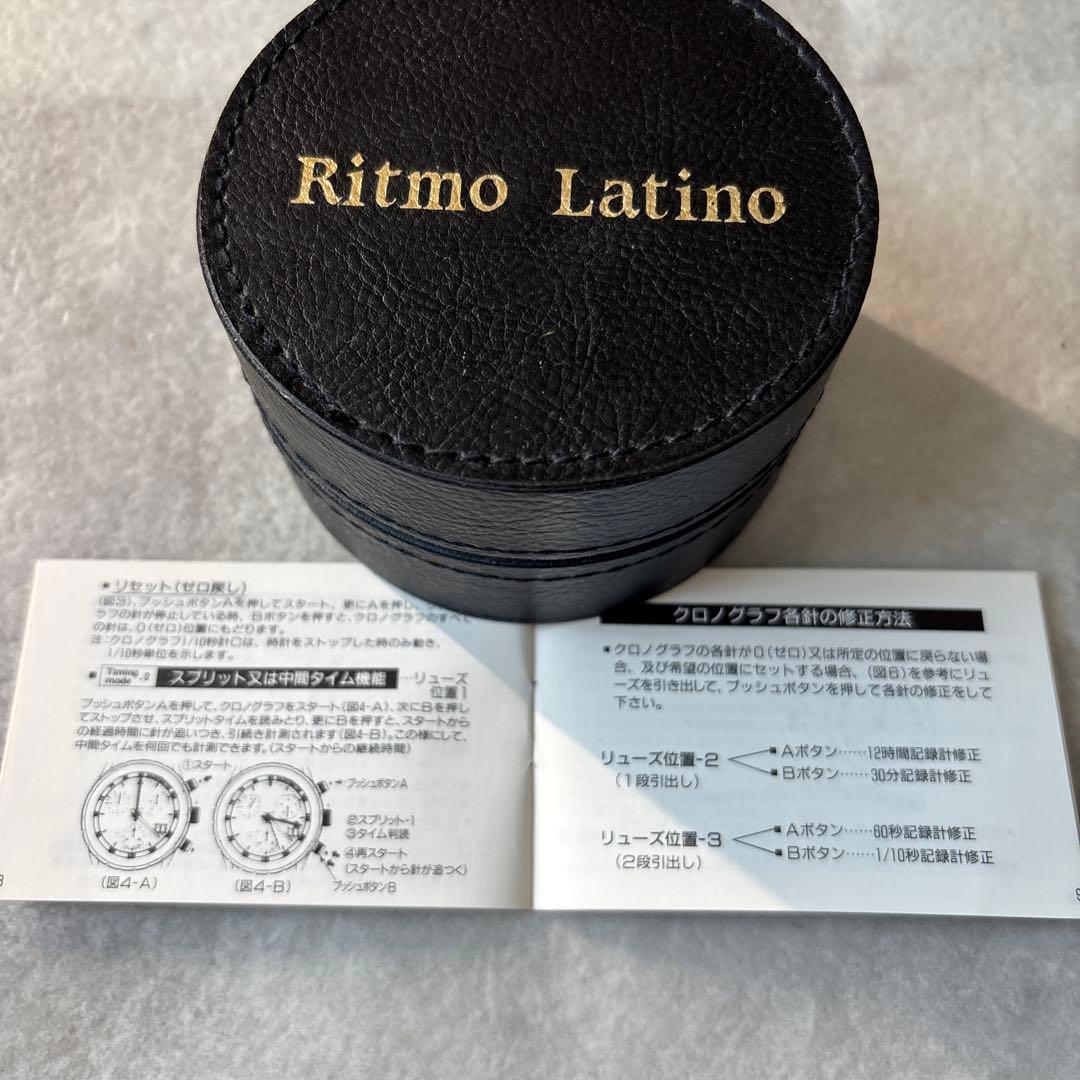 Ritmo Latino
リセット(ゼロ戻し)
(図3)、プッシュボタンAを押してスタート、更にAを押し
ラフの針が停止している時、Bボタンを押すと、クロノグラフのすべて
の針は、0(ゼロ)位置にもどります。
注:クロノグラフ1/10秒計Cは、時計をストップした時のみ動き、
1/10秒単位を示します。
Timing mode.2 スプリット又は中間タイム機能 …リューズ
位置1
プッシュボタンAを押して、クロノグラフをスタート(図4-A)、次にBを押し
てストップさせ、スプリットタイムを読みとり、更にBを押すと、スタートから
の経過時間に針が追いつき、引続き計測されます(図4-B)。この様にして、
中間タイムを何回でも計測できます。(スタートからの継続時間)
①スタート
プッシュボタンA
②スプリット-1
③タイム判読
④再スタート
(スタートから針が追つく)
プッシュボタンB
(図4-A)
(図4-B)
クロノグラフ各針の修正方法
クロノグラフの各針が0(ゼロ)又は所定の位置に戻らない場
合、及び希望の位置にセットする場合、(図6)を参考にリュ
ーズを引き出して、プッシュボタンを押して各針の修正をして
下さい。
リューズ位置-2
(1段引出し)
Aボタン……12時間記録計修正
Bボタン……30分記録計修正
リューズ位置-3
(2段引出し)
Aボタン……60秒記録計修正
Bボタン……1/10秒記録計修正